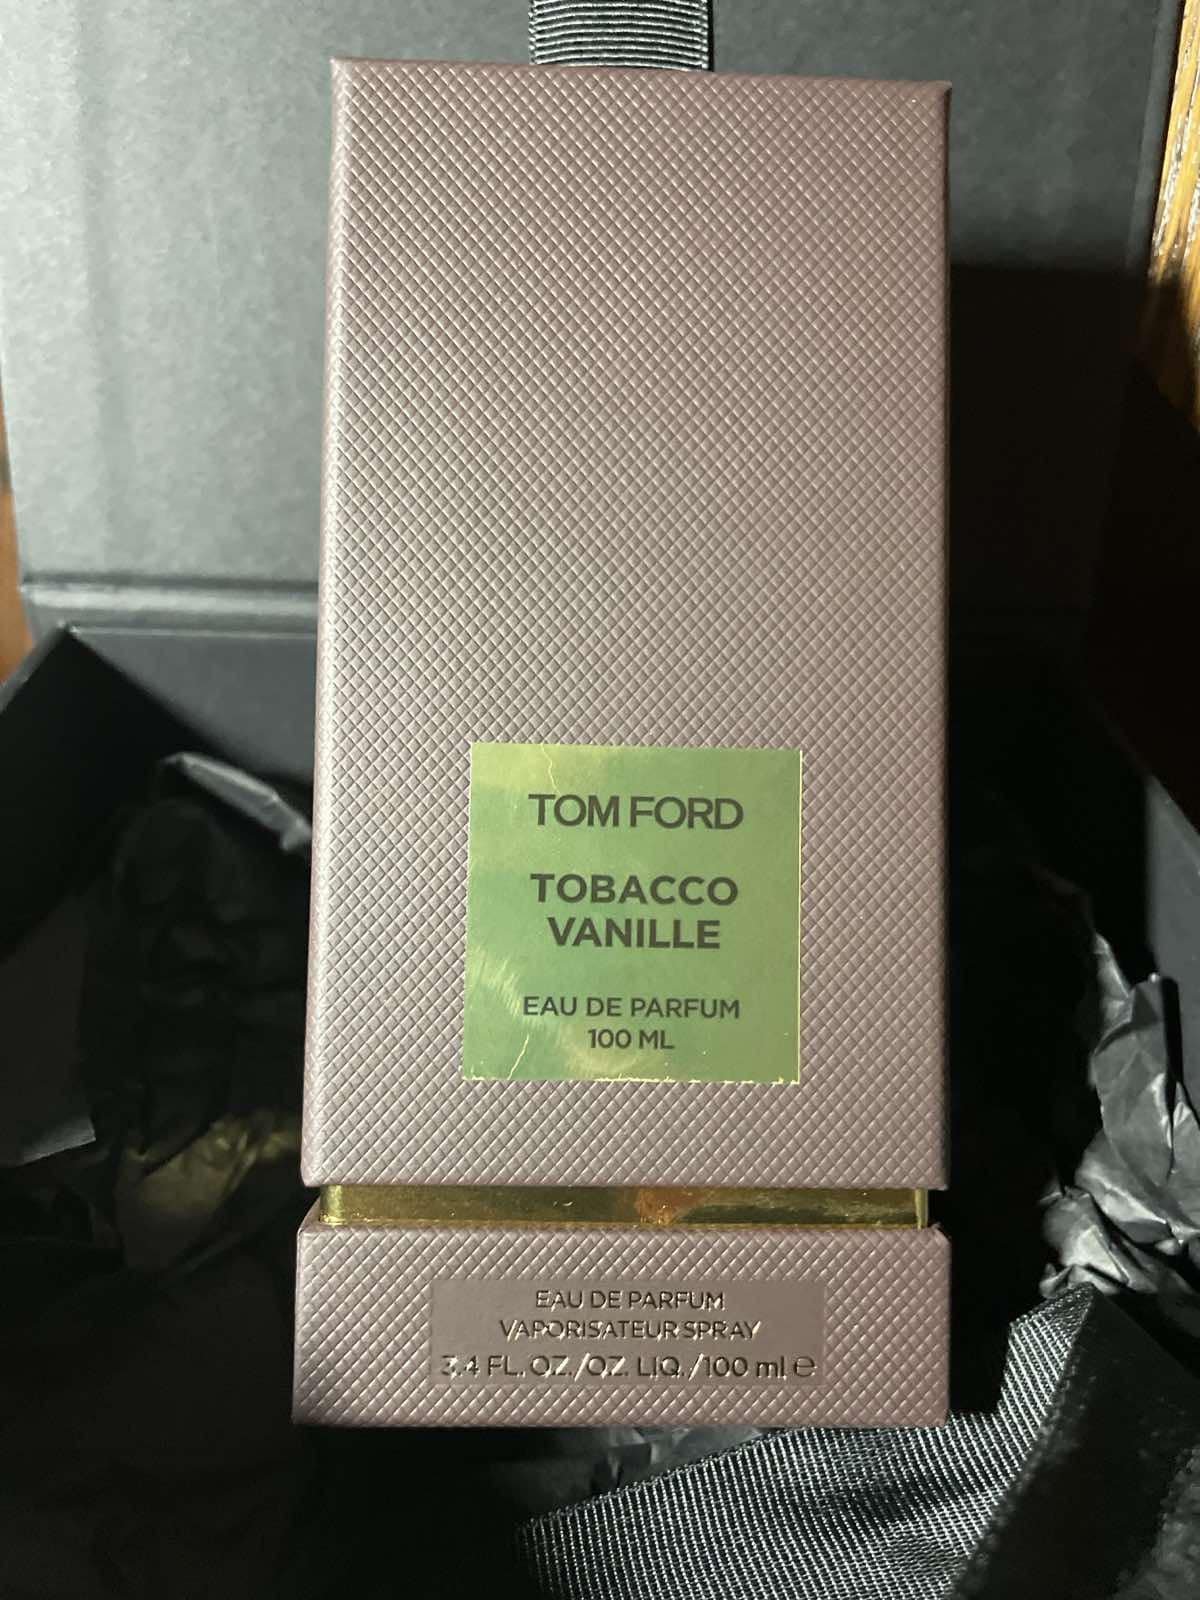 TOM FORD
TOBACCO
VANILLE
EAU DE PARFUM
100 ML
EAU DE PARFUM
VAPORISATEUR SPRAY
3.4 FL. OZ./OZ. LIQ./100 ml ℮